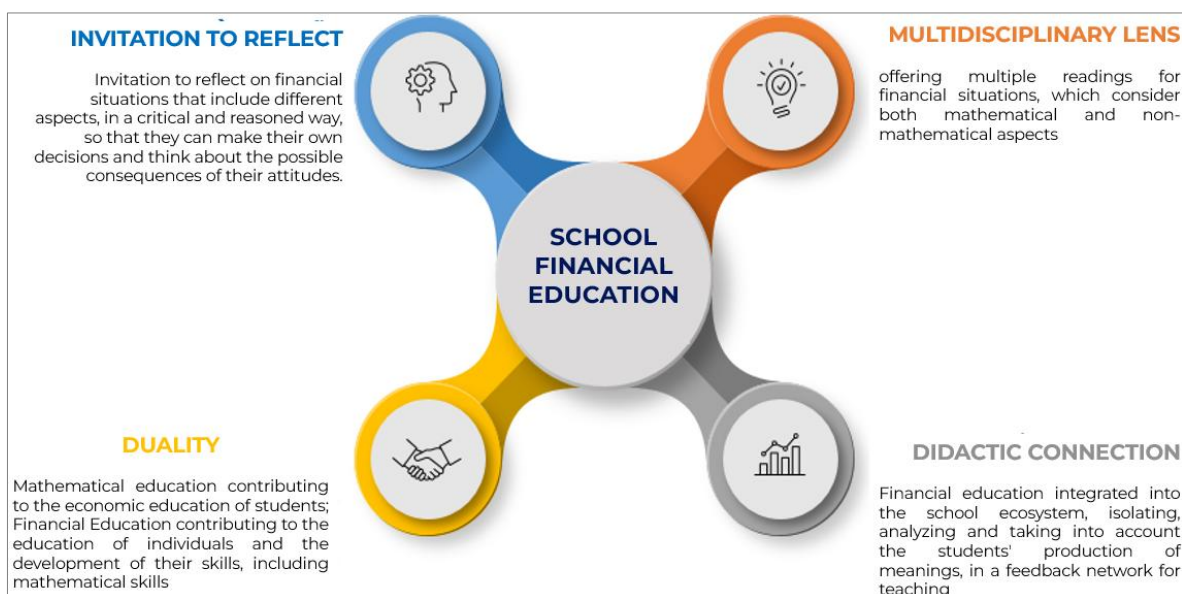 INVITATION TO REFLECT
Invitation to reflect on financial
situations that include different
aspects, in a critical and reasoned way,
so that they can make their own
decisions and think about the possible
consequences of their attitudes.
MULTIDISCIPLINARY LENS
offering multiple readings for
financial situations, which consider
both mathematical and non-
mathematical aspects
SCHOOL
FINANCIAL
EDUCATION
DUALITY
Mathematical education contributing
to the economic education of students;
Financial Education contributing to the
education of individuals and the
development of their skills, including
mathematical skills
DIDACTIC CONNECTION
Financial education integrated into
the school ecosystem, isolating,
analyzing and taking into account
the students' production of
meanings, in a feedback network for
teaching